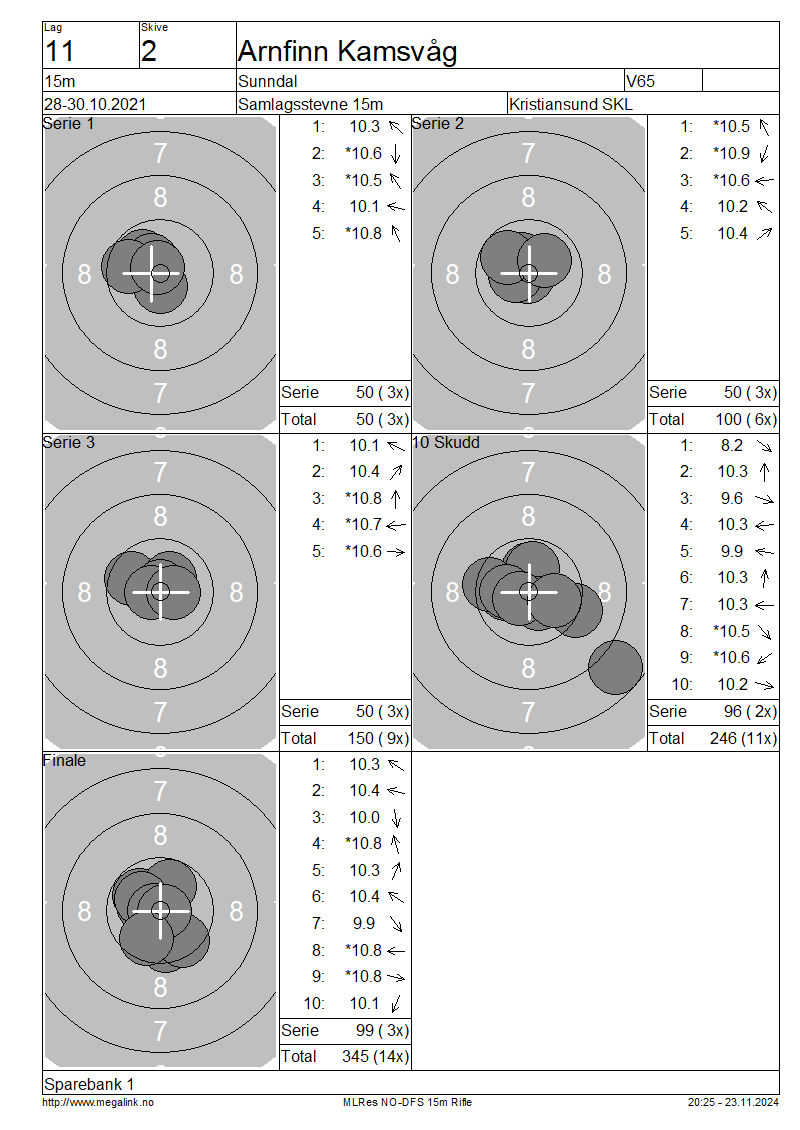 Lag
Skive
11
2
Arnfinn Kamsvåg
15m
Sunndal
V65
28-30.10.2021
Samlagsstevne 15m
Kristiansund SKL
Serie 1
7
8
8 8
8
7
1: 10.3
2: *10.6
3: *10.5
4: 10.1
5: *10.8
Serie 50 ( 3x)
Total 50 ( 3x)
Serie 2
7
8
8 8
8
7
1: *10.5
2: *10.9
3: *10.6
4: 10.2
5: 10.4
Serie 50 ( 3x)
Total 100 ( 6x)
Serie 3
7
8
8 8
8
7
1: 10.1
2: 10.4
3: *10.8
4: *10.7
5: *10.6
Serie 50 ( 3x)
Total 150 ( 9x)
10 Skudd
7
8
8 8
8
7
1: 8.2
2: 10.3
3: 9.6
4: 10.3
5: 9.9
6: 10.3
7: 10.3
8: *10.5
9: *10.6
10: 10.2
Serie 96 ( 2x)
Total 246 (11x)
Finale
7
8
8 8
8
7
1: 10.3
2: 10.4
3: 10.0
4: *10.8
5: 10.3
6: 10.4
7: 9.9
8: *10.8
9: *10.8
10: 10.1
Serie 99 ( 3x)
Total 345 (14x)
Sparebank 1
http://www.megalink.no
MLRes NO-DFS 15m Rifle
20:25 - 23.11.2024